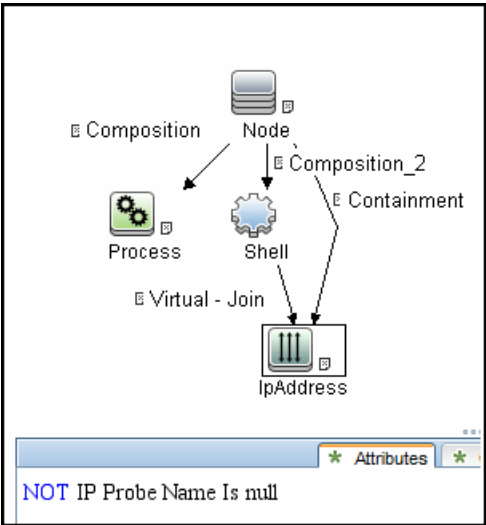 Composition
Node
Composition_2
Containment
Process
Shell
Virtual - Join
IpAddress
Attributes
NOT IP Probe Name Is null